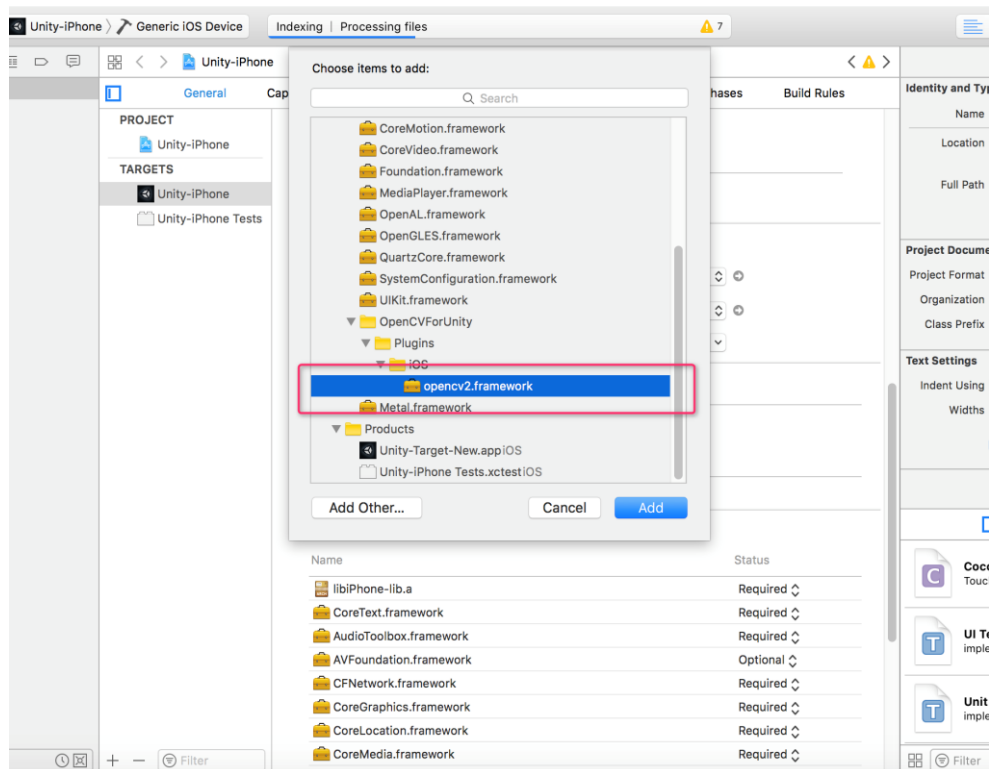 Unity-iPhone
Generic iOS Device
Indexing | Processing files
7
Unity-iPhone
General
Build Rules
PROJECT
Unity-iPhone
TARGETS
Unity-iPhone
Unity-iPhone Tests
Filter
Choose items to add:
Search
CoreMotion.framework
CoreVideo.framework
Foundation.framework
MediaPlayer.framework
OpenAL.framework
OpenGLES.framework
QuartzCore.framework
SystemConfiguration.framework
UIKit.framework
OpenCVForUnity
Plugins
iOS
opencv2.framework
Metal.framework
Products
Unity-Target-New.app iOS
Unity-iPhone Tests.xctest iOS
Add Other...
Cancel
Add
Name Status
libiPhone-lib.a Required
CoreText.framework Required
AudioToolbox.framework Required
AVFoundation.framework Optional
CFNetwork.framework Required
CoreGraphics.framework Required
CoreLocation.framework Required
CoreMedia.framework Required
Identity and Ty
Name
Location
Full Path
Project Docume
Project Format
Organization
Class Prefix
Text Settings
Indent Using
Widths
C
Coco
Touc
T
UI Te
imple
T
Unit
imple
Filter